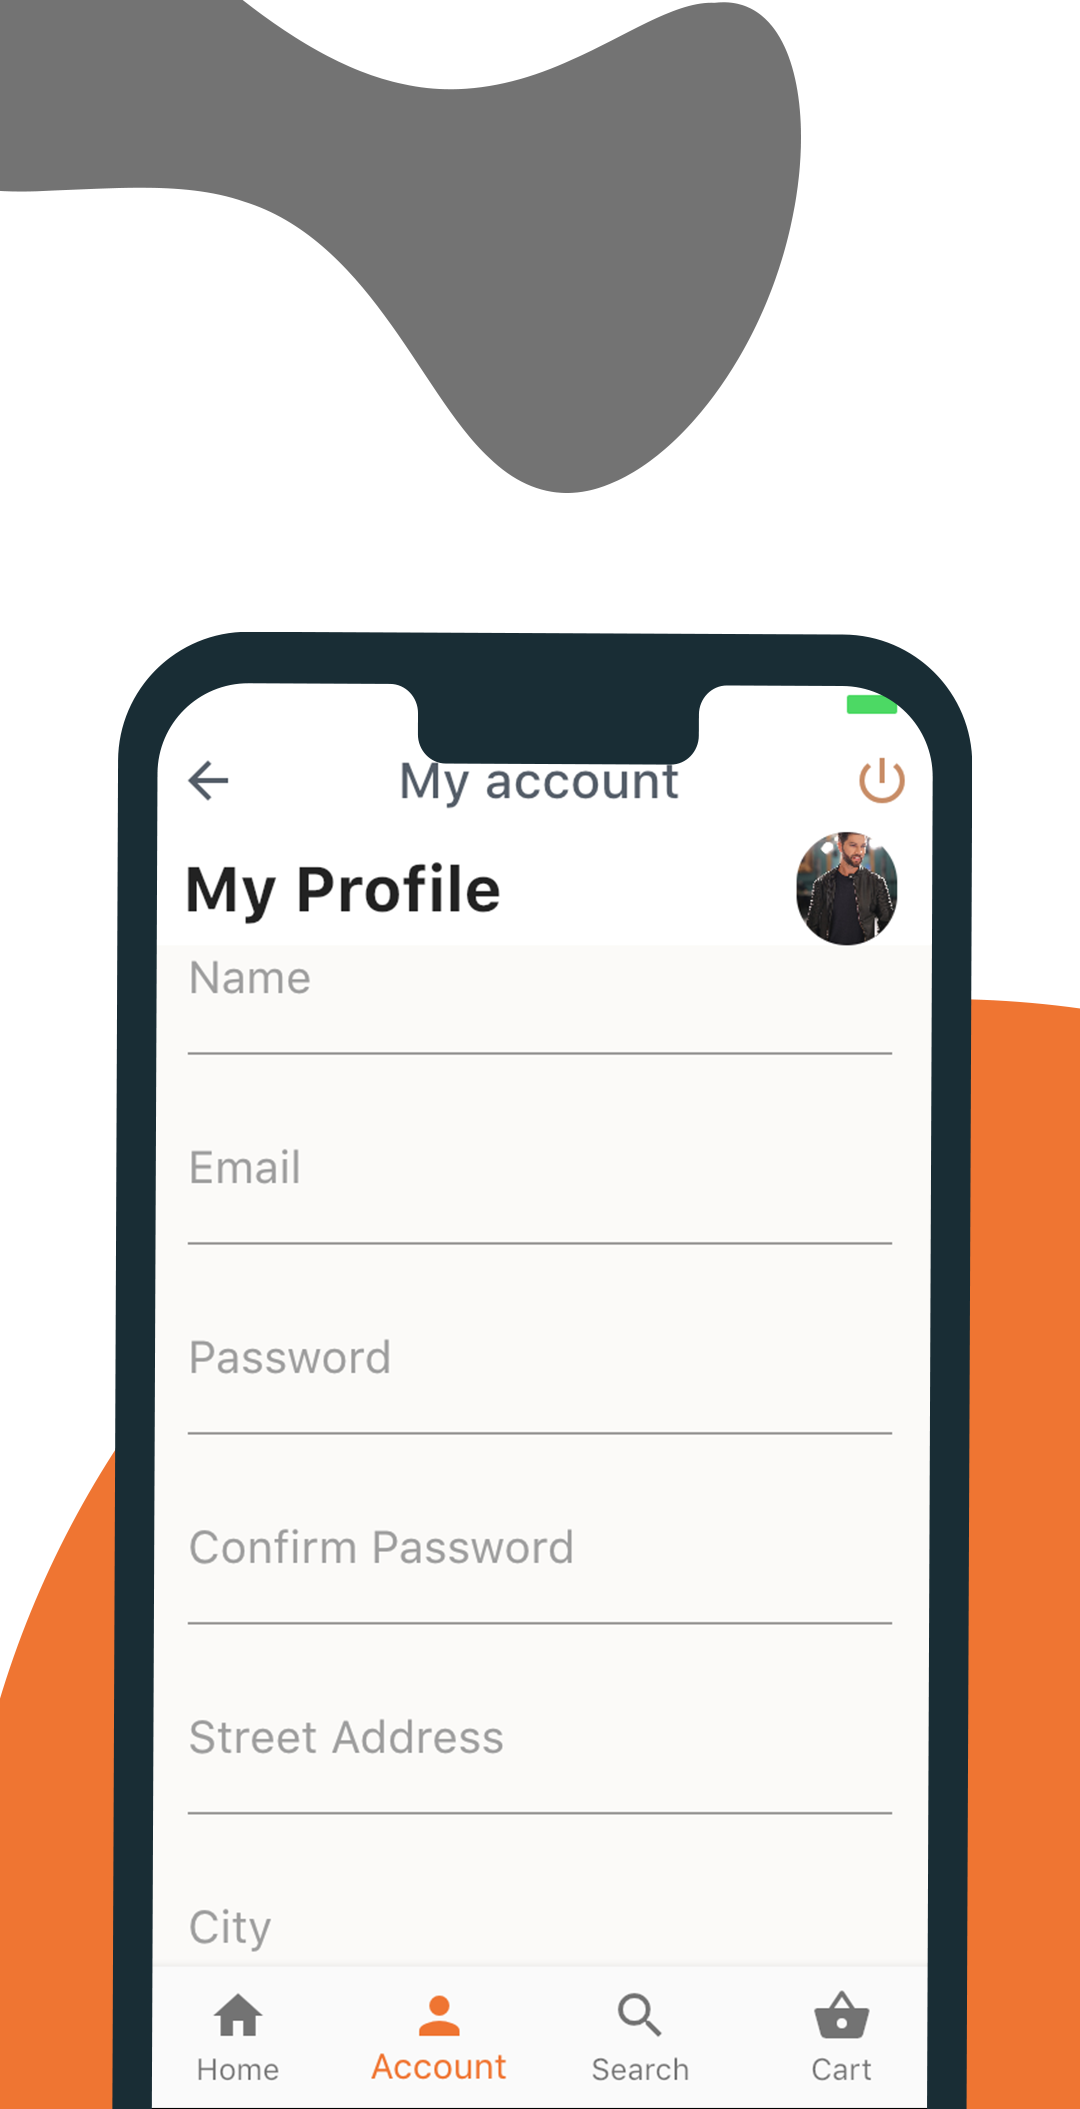 My account
My Profile
Name
Email
Password
Confirm Password
Street Address
City
Home Account Search Cart